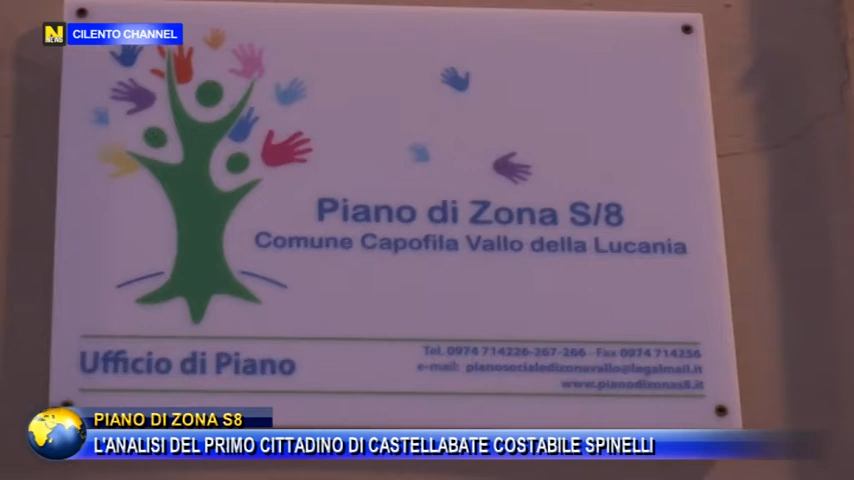 N
NEWS
CILENTO CHANNEL
Piano di Zona S/8
Comune Capofila Vallo della Lucania
Ufficio di Piano
Tel. 0974 714226-267-266 - Fax 0974 714256
e-mail: pianosocialedizonavallo@legalmail.it
www.pianodizonas8.it
PIANO DI ZONA S8
L'ANALISI DEL PRIMO CITTADINO DI CASTELLABATE COSTABILE SPINELLI